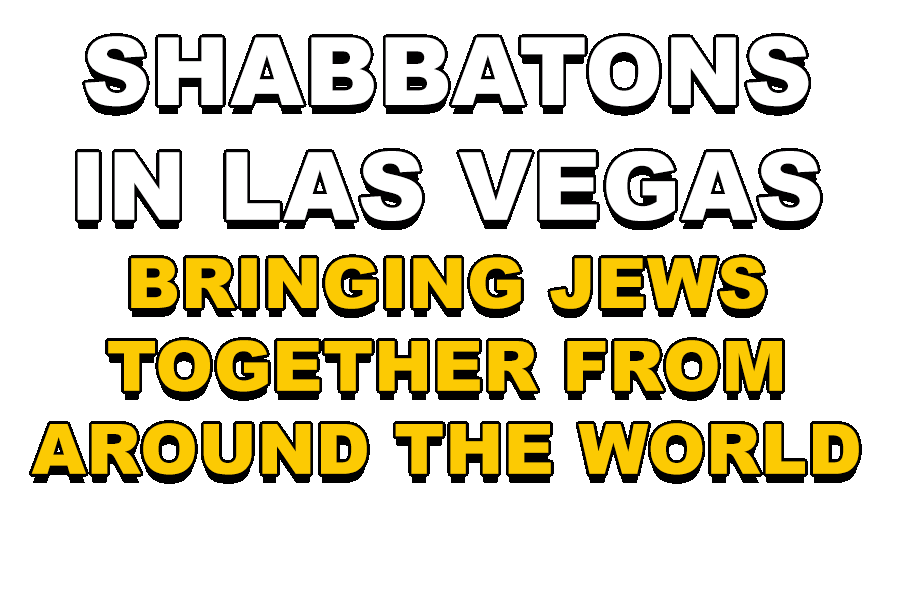 SHABBATONS
IN LAS VEGAS
BRINGING JEWS
TOGETHER FROM
AROUND THE WORLD